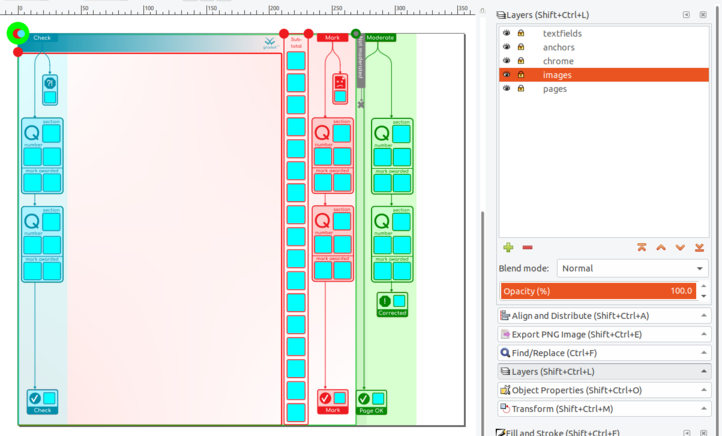 0
50
100
150
200
250
300
350
Check
gradex
Sub-
total
Mark
Not moderated
Moderate
section
number
mark awarded
section
number
mark awarded
Check
section
number
mark awarded
section
number
mark awarded
Mark
section
number
mark awarded
section
number
mark awarded
Corrected
Page OK
Layers (Shift+Ctrl+L)
textfields
anchors
chrome
images
pages
Blend mode: Normal
Opacity (%) 100.0
Align and Distribute (Shift+Ctrl+A)
Export PNG Image (Shift+Ctrl+E)
Find/Replace (Ctrl+F)
Layers (Shift+Ctrl+L)
Object Properties (Shift+Ctrl+O)
Transform (Shift+Ctrl+M)
Fill and Stroke (Shift+Ctrl+F)